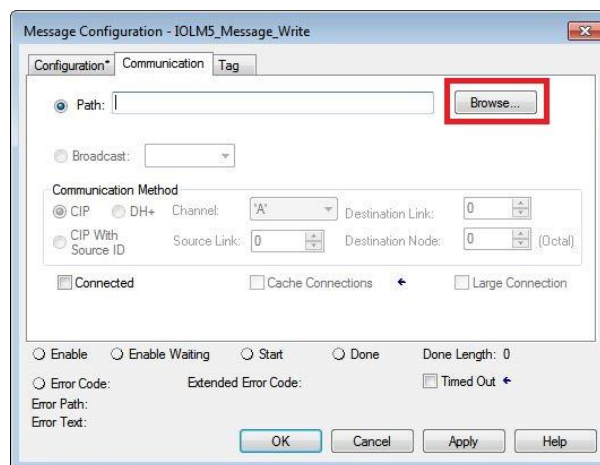 Message Configuration - IOLM5_Message_Write
Configuration* Communication Tag
Path: Browse...
Broadcast:
Communication Method
CIP DH+ Channel: 'A' Destination Link: 0
CIP With Source Link: 0 Destination Node: 0 (Octal)
Source ID
Connected Cache Connections Large Connection
Enable Enable Waiting Start Done Done Length: 0
Error Code: Extended Error Code: Timed Out
Error Path:
Error Text:
OK Cancel Apply Help